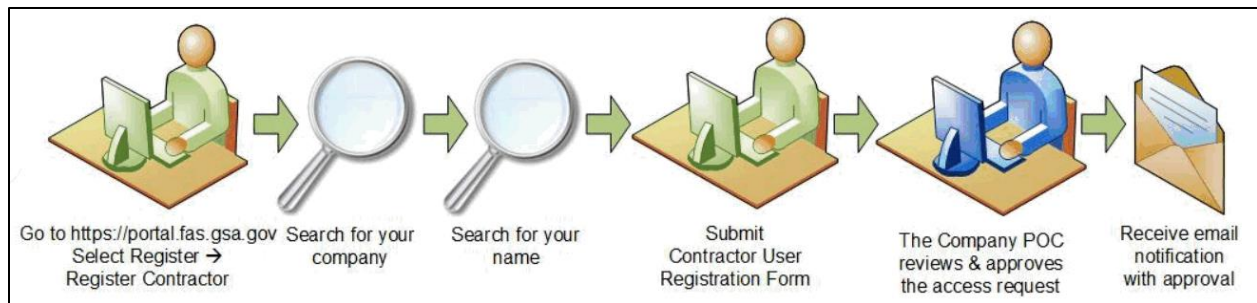 Go to https://portal.fas.gsa.gov
Select Register →
Register Contractor
Search for your
company
Search for your
name
Submit
Contractor User
Registration Form
The Company POC
reviews & approves
the access request
Receive email
notification
with approval